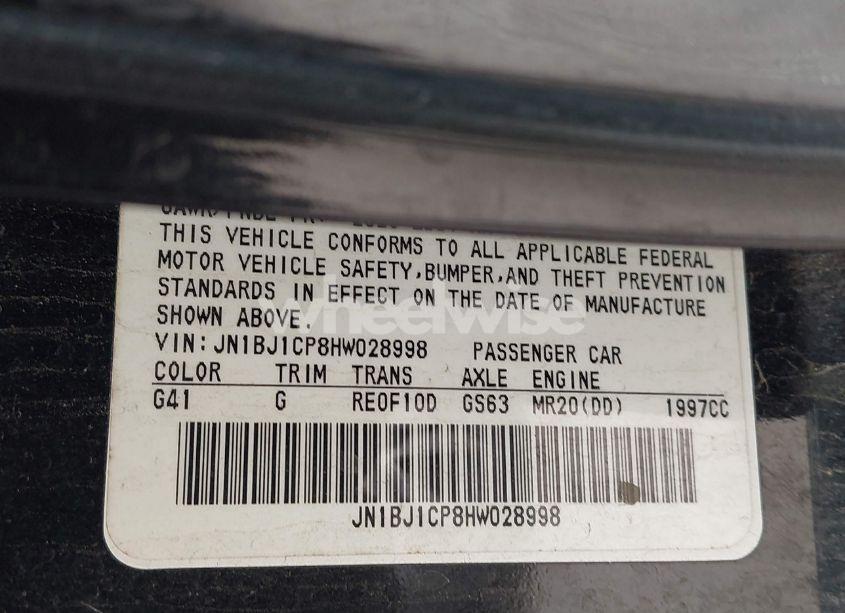 THIS VEHICLE CONFORMS TO ALL APPLICABLE FEDERAL
MOTOR VEHICLE SAFETY, BUMPER, AND THEFT PREVENTION
STANDARDS IN EFFECT ON THE DATE OF MANUFACTURE
SHOWN ABOVE.
wheelwise
VIN: JN1BJ1CP8HW028998 PASSENGER CAR
COLOR TRIM TRANS AXLE ENGINE
G41 G RE0F10D GS63 MR20(DD) 1997CC
JN1BJ1CP8HW028998